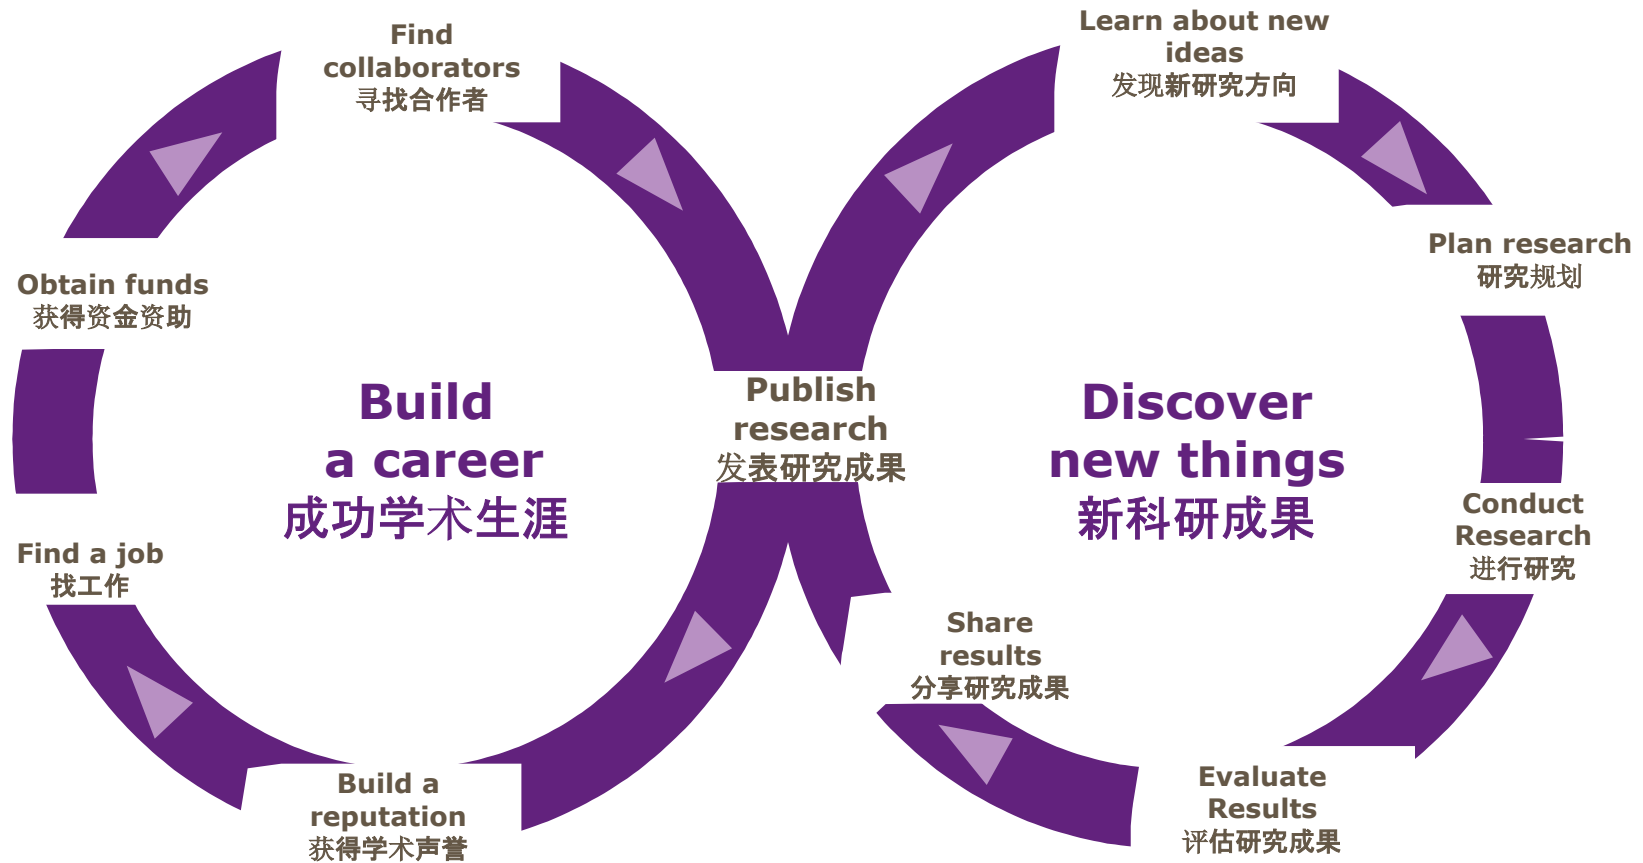 Find
collaborators
寻找合作者
Learn about new
ideas
发现新研究方向
Obtain funds
获得资金资助
Plan research
研究规划
Build
a career
成功学术生涯
Publish
research
发表研究成果
Discover
new things
新科研成果
Find a job
找工作
Conduct
Research
进行研究
Share
results
分享研究成果
Build a
reputation
获得学术声誉
Evaluate
Results
评估研究成果